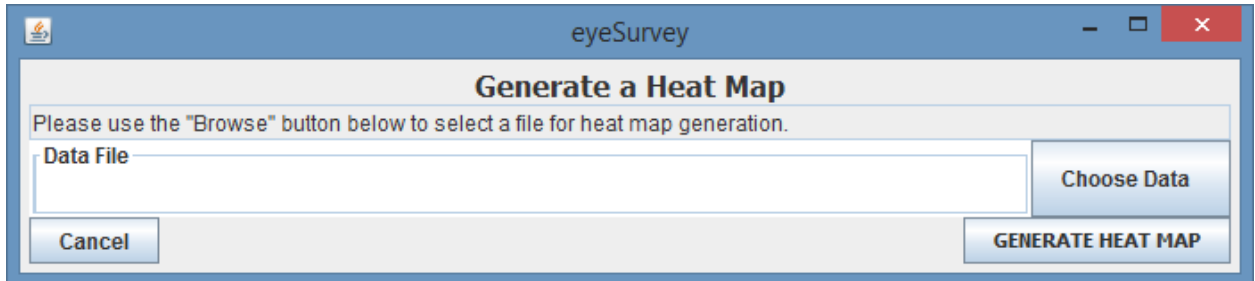 eyeSurvey
Generate a Heat Map
Please use the "Browse" button below to select a file for heat map generation.
Data File
Choose Data
Cancel
GENERATE HEAT MAP